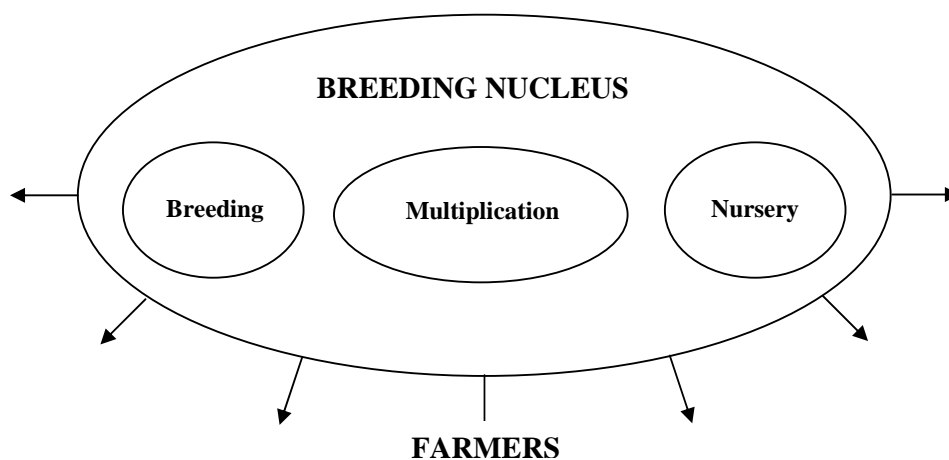 BREEDING NUCLEUS
Breeding
Multiplication
Nursery
FARMERS